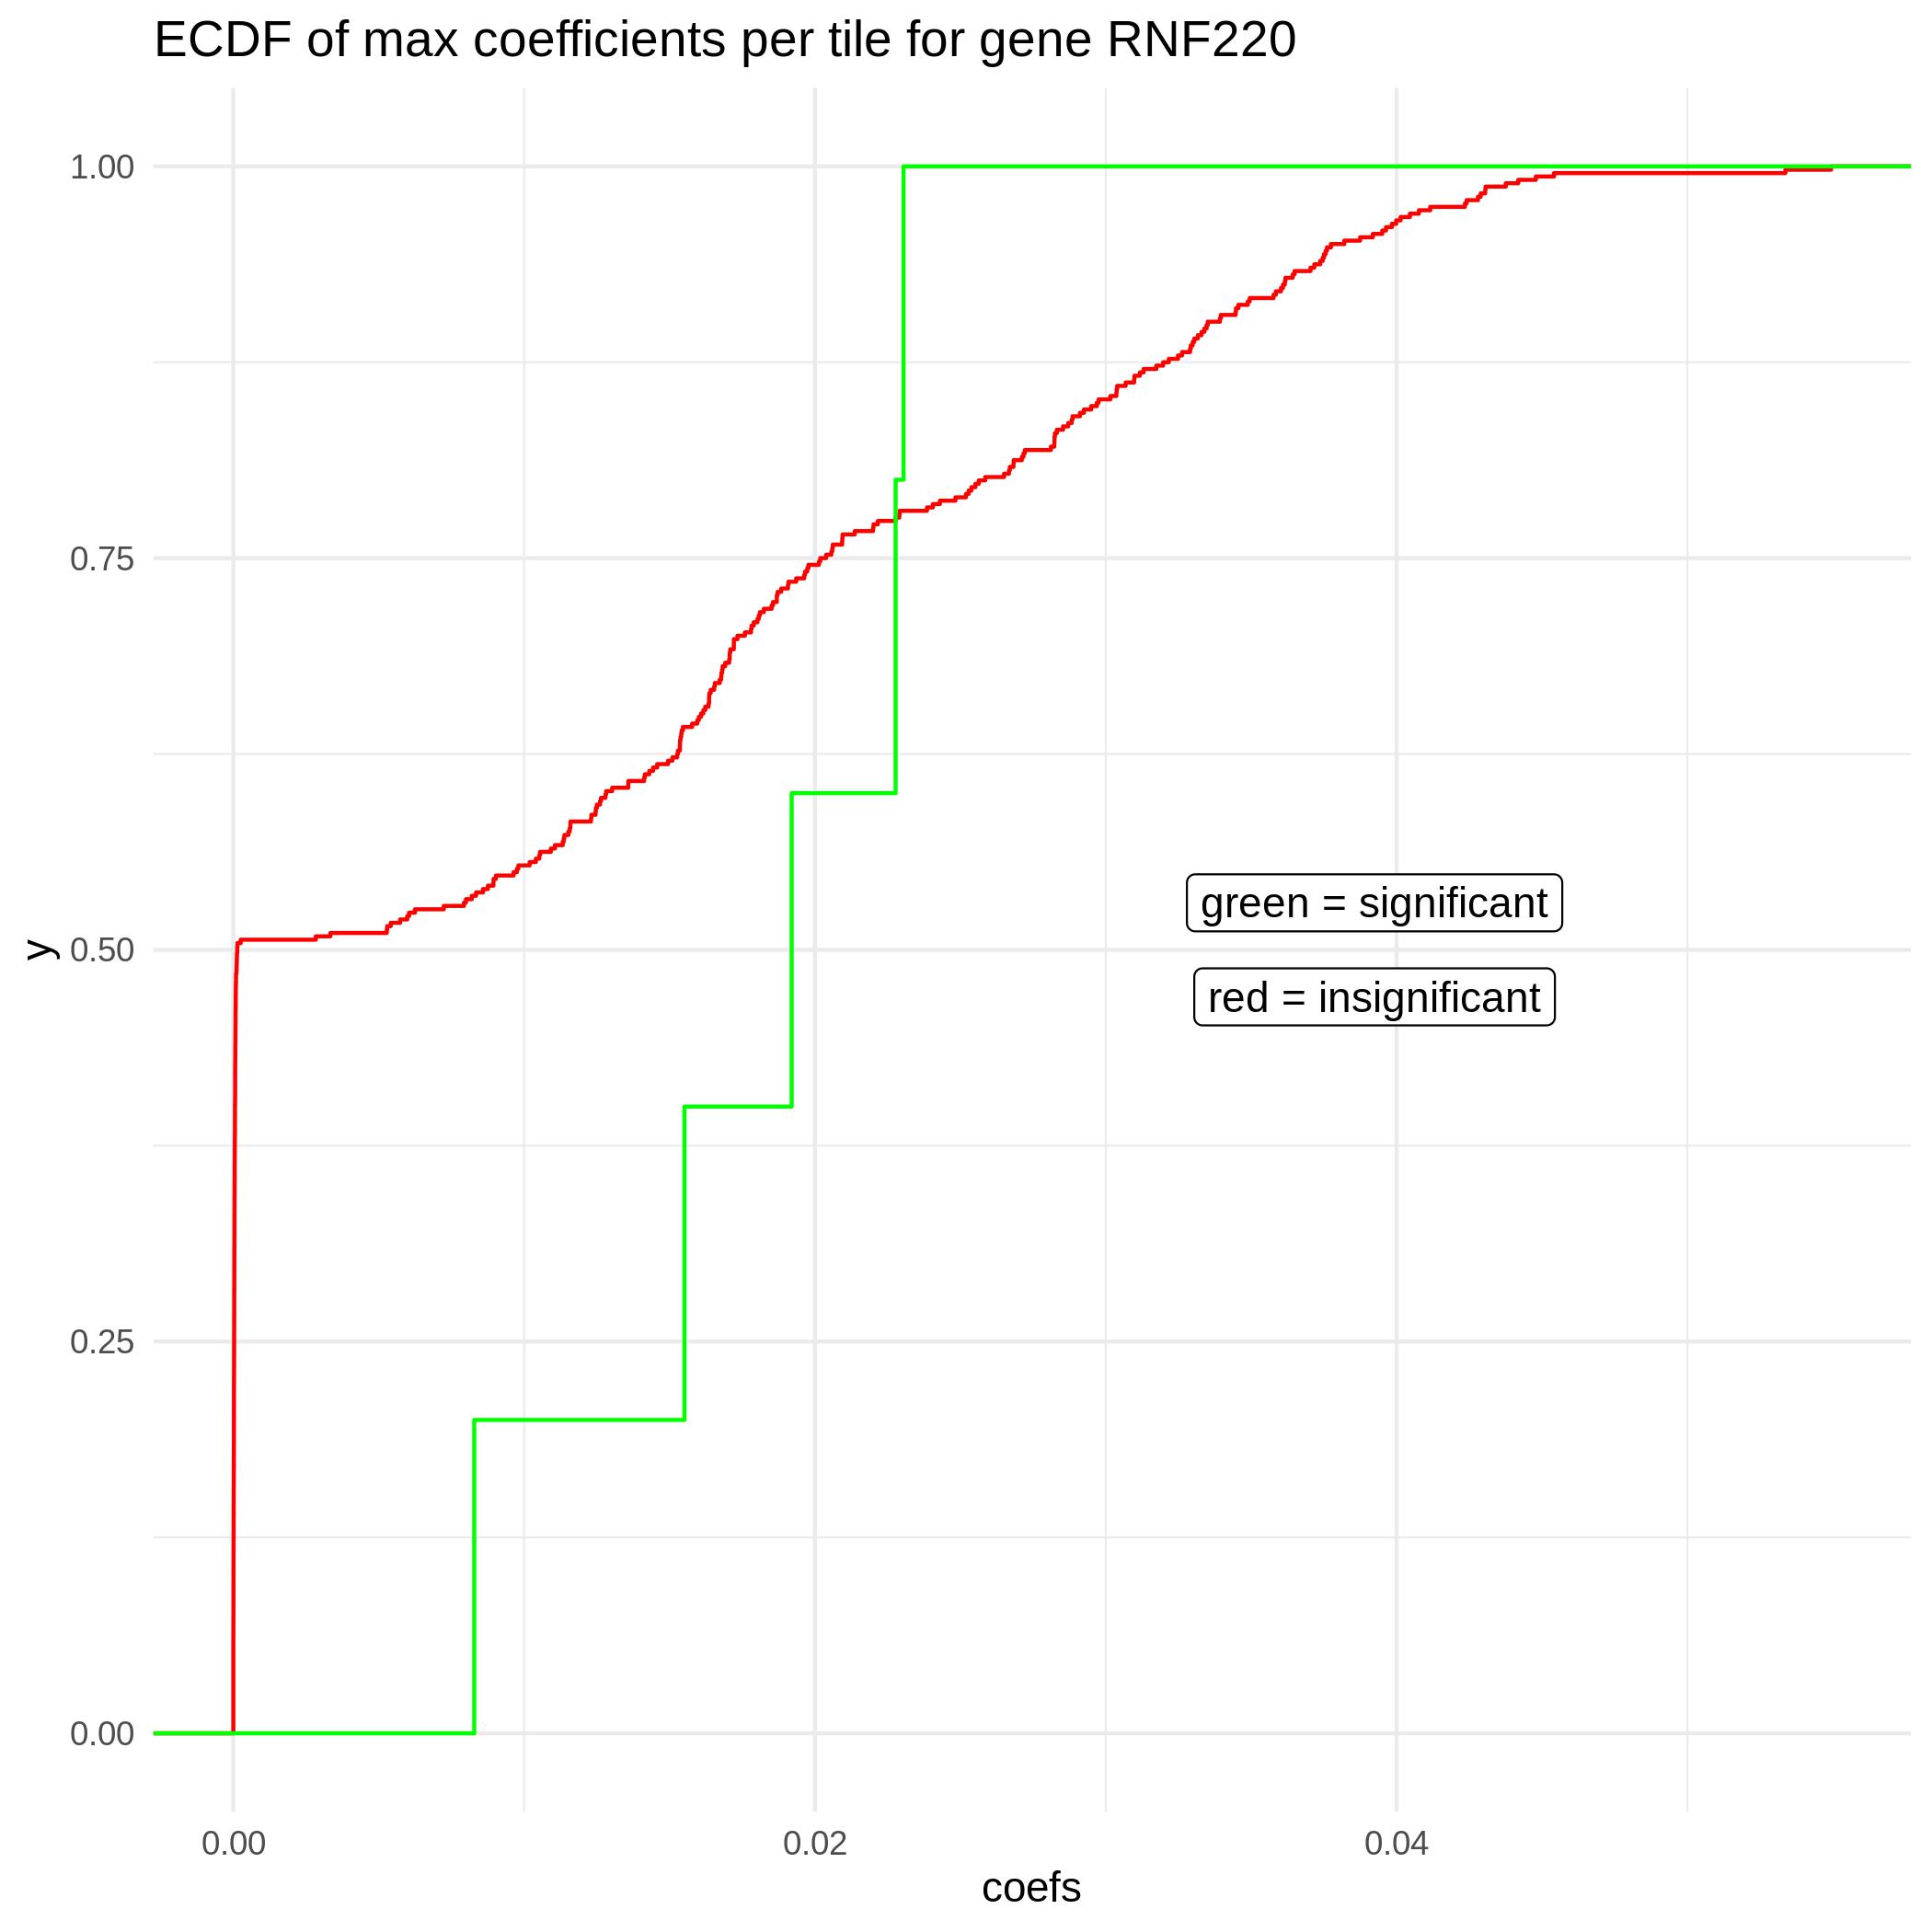 ECDF of max coefficients per tile for gene RNF220
1.00
0.75
0.50
0.25
0.00
y
green = significant
red = insignificant
0.00 0.02 0.04
coefs